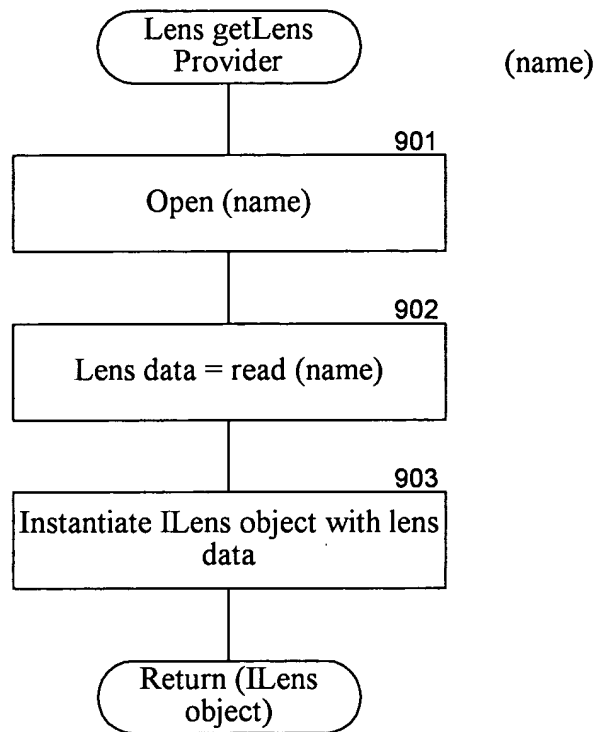 Lens getLens
Provider
(name)
901
Open (name)
902
Lens data = read (name)
903
Instantiate ILens object with lens
data
Return (ILens
object)